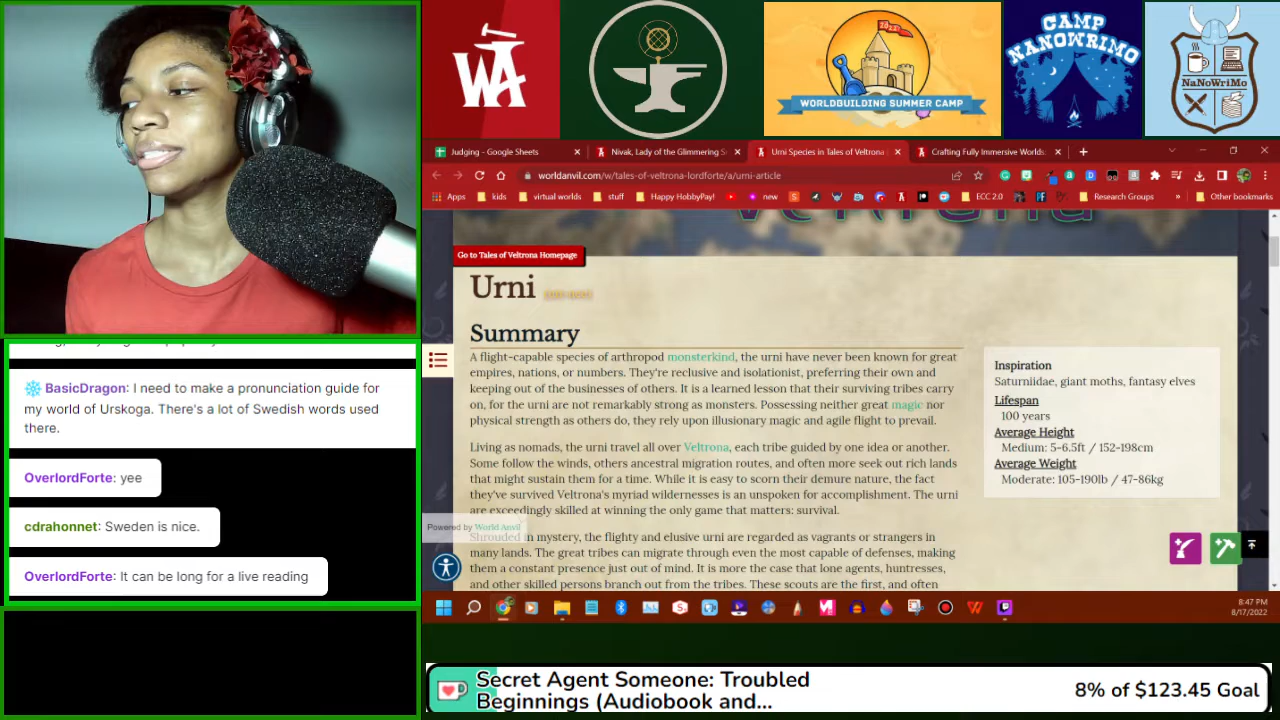 WA
2022
WORLDBUILDING SUMMER CAMP
CAMP
NANOWRIMO
NaNoWriMo
Judging - Google Sheets
Nivak, Lady of the Glimmering S
Urni Species in Tales of Veltrona
Crafting Fully Immersive Worlds:
worldanvil.com/w/tales-of-veltrona-lordforte/a/urni-article
Apps
kids
virtual worlds
stuff
Happy HobbyPay!
new
ECC 2.0
Research Groups
»
Other bookmarks
Go to Tales of Veltrona Homepage
Urni
Summary
A flight-capable species of arthropod monsterkind, the urni have never been known for great
empires, nations, or numbers. They're reclusive and isolationist, preferring their own and
keeping out of the businesses of others. It is a learned lesson that their surviving tribes carry
on, for the urni are not remarkably strong as monsters. Possessing neither great magic nor
physical strength as others do, they rely upon illusionary magic and agile flight to prevail.
Living as nomads, the urni travel all over Veltrona, each tribe guided by one idea or another.
Some follow the winds, others ancestral migration routes, and often more seek out rich lands
that might sustain them for a time. While it is easy to scorn their demure nature, the fact
they've survived Veltrona's myriad wildernesses is an unspoken for accomplishment. The urni
are exceedingly skilled at winning the only game that matters: survival.
Powered by World Anvil
Shrouded in mystery, the flighty and elusive urni are regarded as vagrants or strangers in
many lands. The great tribes can migrate through even the most capable of defenses, making
them a constant presence just out of mind. It is more the case that lone agents, huntresses,
and other skilled persons branch out from the tribes. These scouts are the first, and often
Inspiration
Saturniidae, giant moths, fantasy elves
Lifespan
100 years
Average Height
Medium: 5-6.5ft / 152-198cm
Average Weight
Moderate: 105-190lb / 47-86kg
BasicDragon: I need to make a pronunciation guide for
my world of Urskoga. There's a lot of Swedish words used
there.
OverlordForte: yee
cdrahonnet: Sweden is nice.
OverlordForte: It can be long for a live reading
8:47 PM
8/17/2022
Secret Agent Someone: Troubled
Beginnings (Audiobook and...
8% of $123.45 Goal